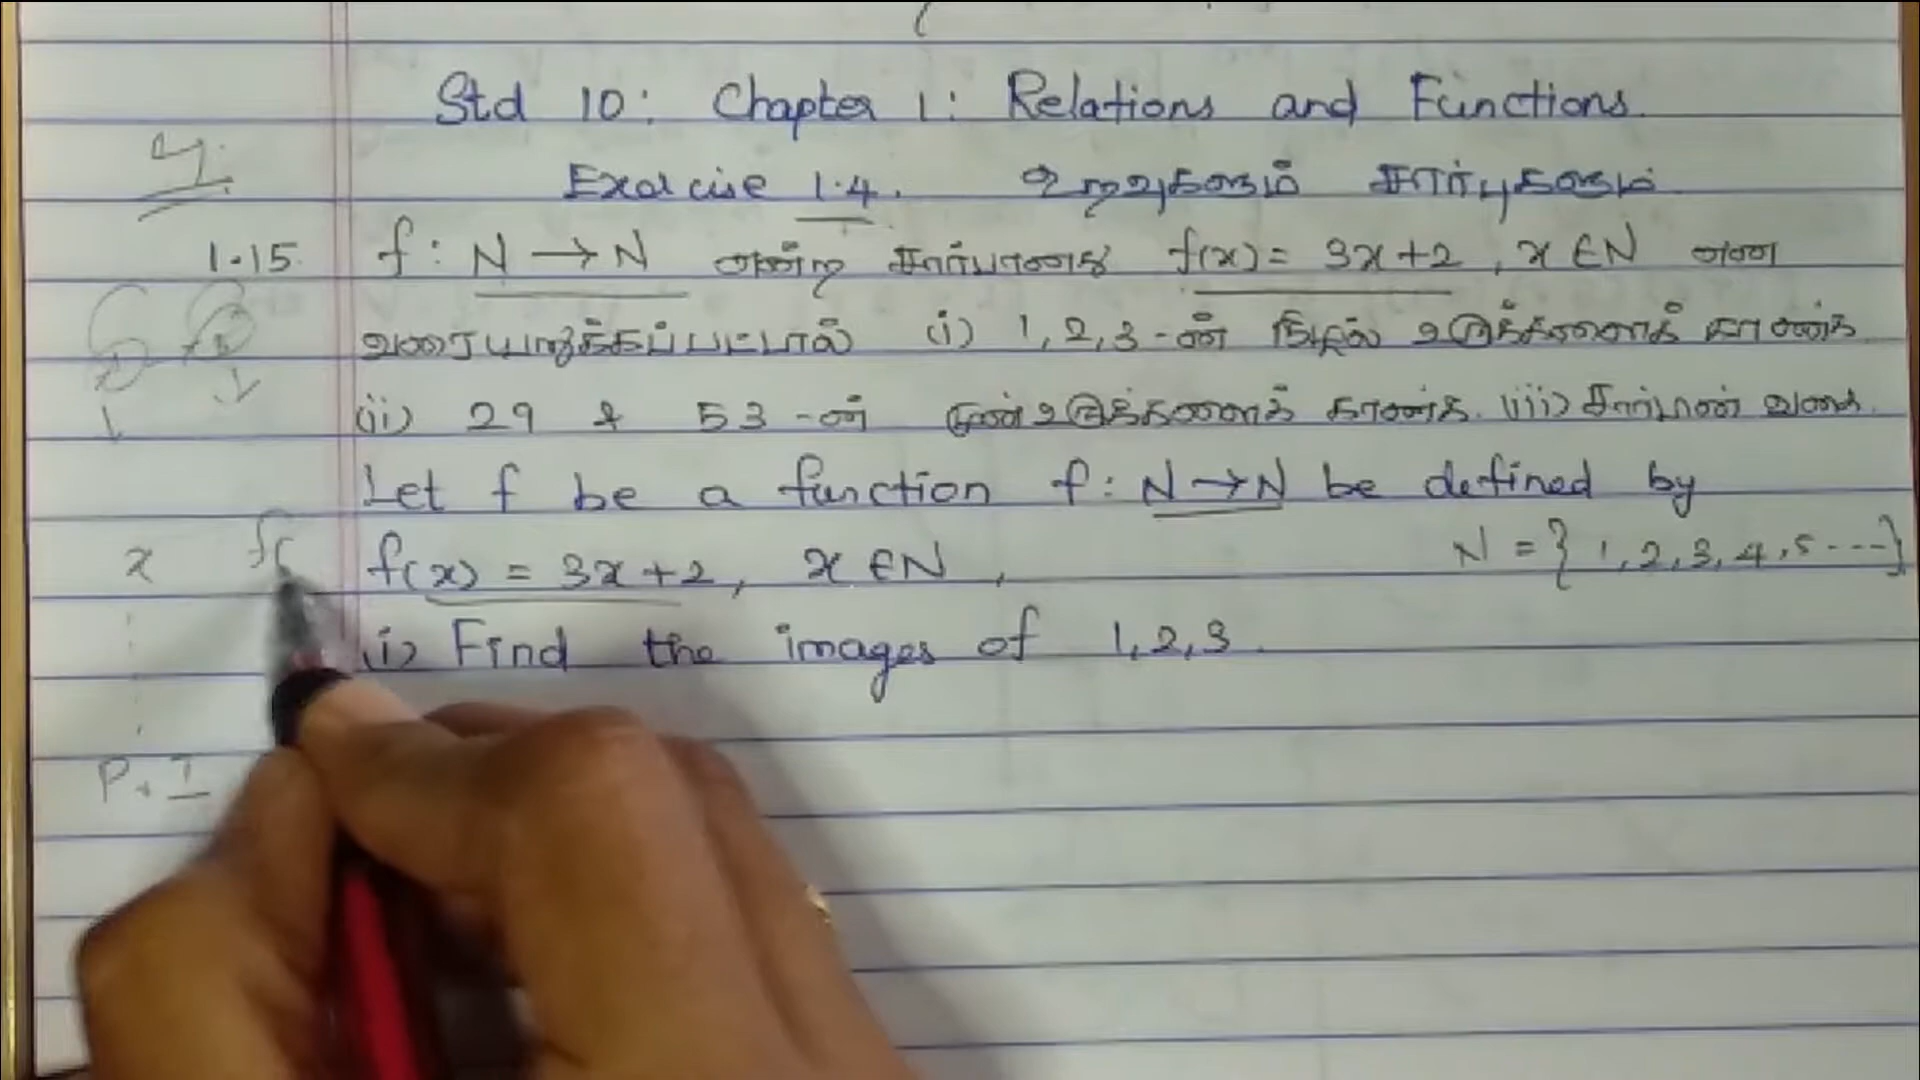 Std 10: Chapter 1: Relations and Functions.
Exercise 1.4. உறவுகளும் சார்புகளும்
1.15. f : N → N என்ற சார்பானது f(x) = 3x+2, x ∈ N என
வரையறுக்கப்பட்டால் (i) 1, 2, 3 -ன் நிழல் உருக்களைக் காண்க
(ii) 29 & 53 -ன் முன் உருக்களைக் காண்க. (iii) சார்பின் வகை.
Let f be a function f : N → N be defined by
x f( f(x) = 3x+2, x ∈ N, N = { 1, 2, 3, 4, 5 ---}
(i) Find the images of 1, 2, 3.
P. I